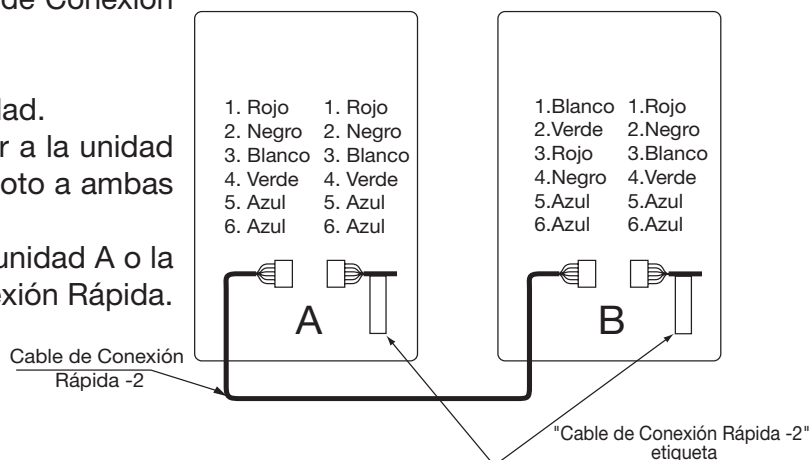 de Conexión
dad.
r a la unidad
oto a ambas
unidad A o la
exión Rápida.
1. Rojo 1. Rojo
2. Negro 2. Negro
3. Blanco 3. Blanco
4. Verde 4. Verde
5. Azul 5. Azul
6. Azul 6. Azul
A
1.Blanco 1.Rojo
2.Verde 2.Negro
3.Rojo 3.Blanco
4.Negro 4.Verde
5.Azul 5.Azul
6.Azul 6.Azul
B
Cable de Conexión
Rápida -2
"Cable de Conexión Rápida -2"
etiqueta